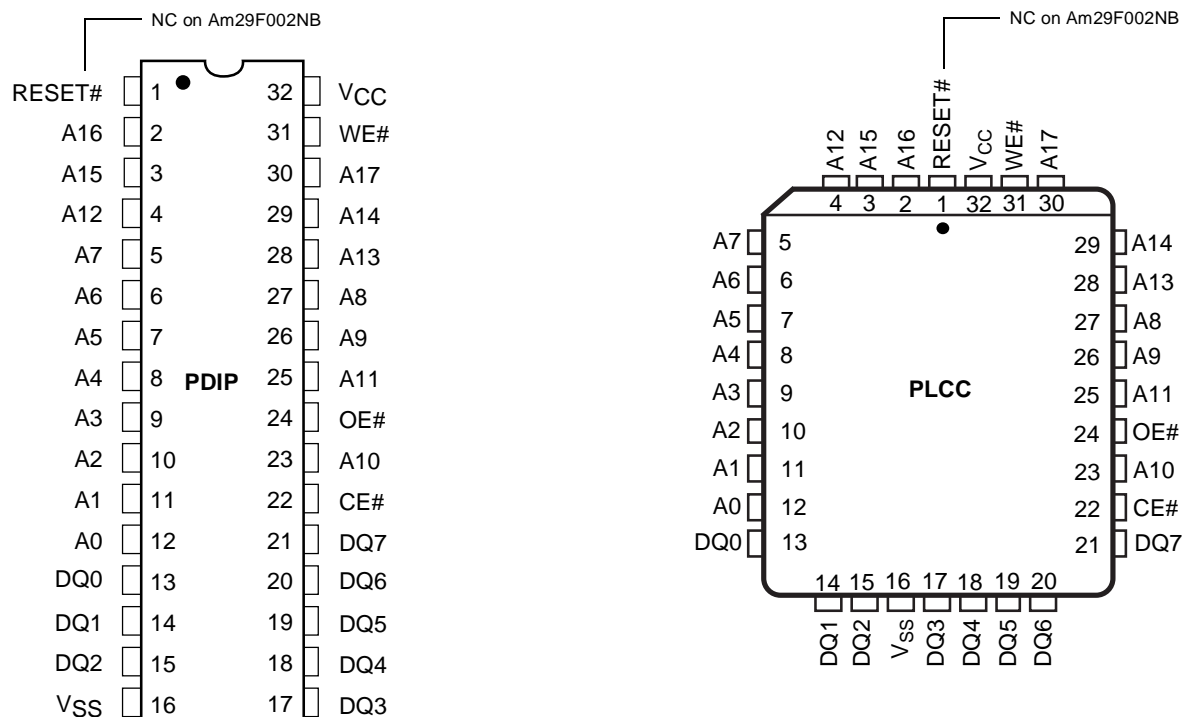 NC on Am29F002NB
RESET# 1 32 VCC
A16 2 31 WE#
A15 3 30 A17
A12 4 29 A14
A7 5 28 A13
A6 6 27 A8
A5 7 26 A9
A4 8 PDIP 25 A11
A3 9 24 OE#
A2 10 23 A10
A1 11 22 CE#
A0 12 21 DQ7
DQ0 13 20 DQ6
DQ1 14 19 DQ5
DQ2 15 18 DQ4
VSS 16 17 DQ3
NC on Am29F002NB
A12 A15 A16 RESET# VCC WE# A17
4 3 2 1 32 31 30
A7 5 29 A14
A6 6 28 A13
A5 7 27 A8
A4 8 26 A9
A3 9 PLCC 25 A11
A2 10 24 OE#
A1 11 23 A10
A0 12 22 CE#
DQ0 13 21 DQ7
14 15 16 17 18 19 20
DQ1 DQ2 VSS DQ3 DQ4 DQ5 DQ6